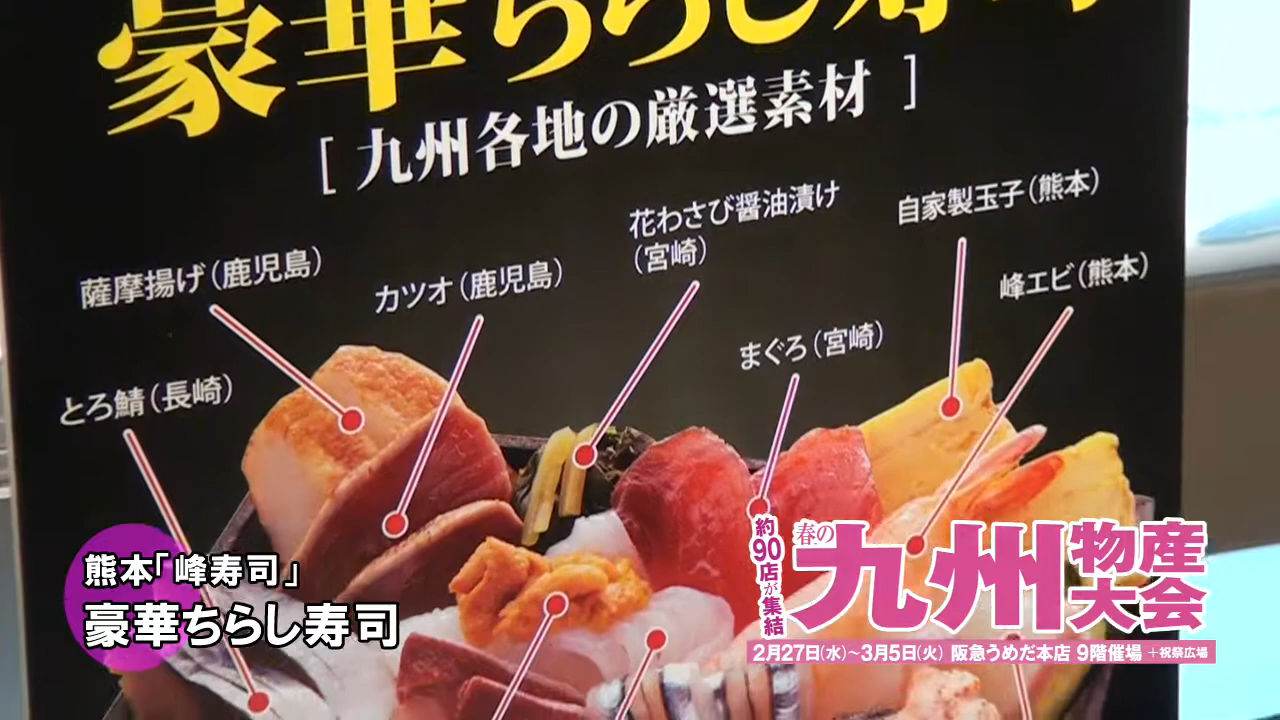 豪華ちらし寿司
[ 九州各地の厳選素材 ]
薩摩揚げ（鹿児島）
カツオ（鹿児島）
花わさび醤油漬け
（宮崎）
自家製玉子（熊本）
峰エビ（熊本）
まぐろ（宮崎）
とろ鯖（長崎）
熊本「峰寿司」
豪華ちらし寿司
約90店が集結
春の九州物産大会
2月27日(水)～3月5日(火) 阪急うめだ本店 9階催場 ＋祝祭広場